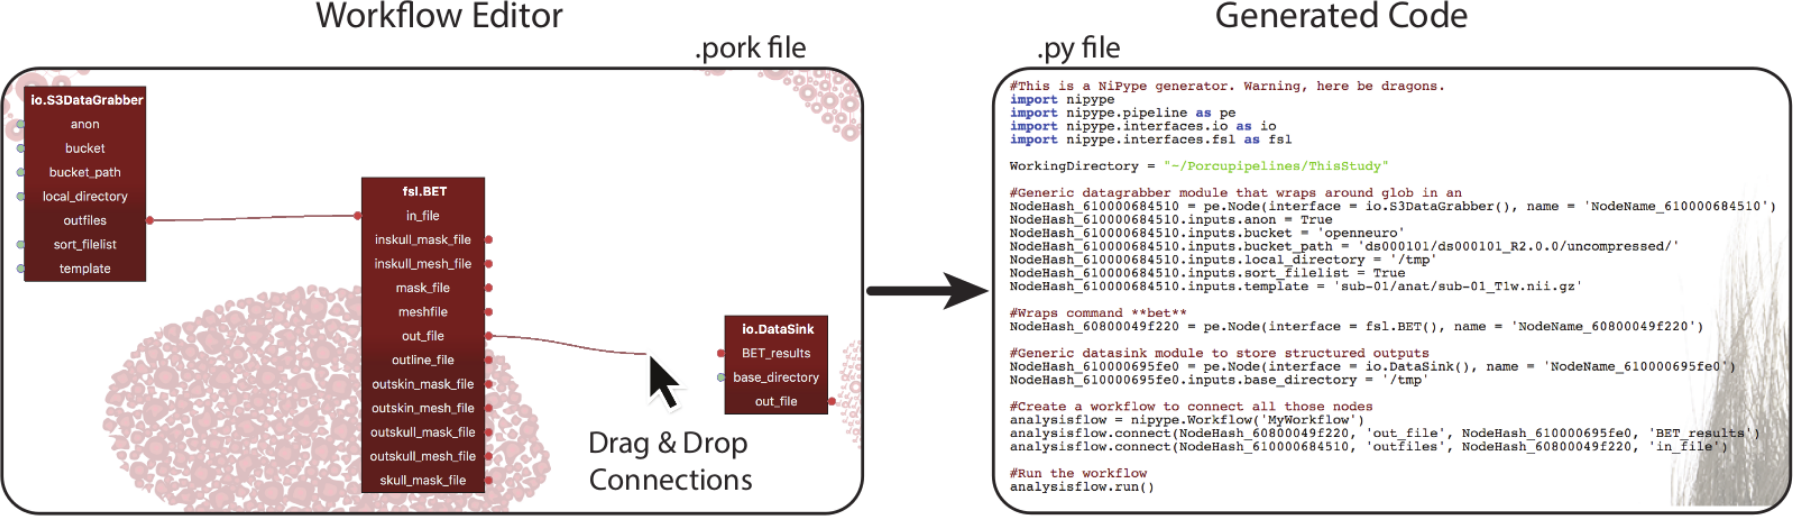 Workflow Editor
.pork file
io.S3DataGrabber
anon
bucket
bucket_path
local_directory
outfiles
sort_filelist
template
fsl.BET
in_file
inskull_mask_file
inskull_mesh_file
mask_file
meshfile
out_file
outline_file
outskin_mask_file
outskin_mesh_file
outskull_mask_file
outskull_mesh_file
skull_mask_file
io.DataSink
BET_results
base_directory
out_file
Drag & Drop
Connections
Generated Code
.py file
#This is a NiPype generator. Warning, here be dragons.
import nipype
import nipype.pipeline as pe
import nipype.interfaces.io as io
import nipype.interfaces.fsl as fsl
WorkingDirectory = "~/Porcupipelines/ThisStudy"
#Generic datagrabber module that wraps around glob in an
NodeHash_610000684510 = pe.Node(interface = io.S3DataGrabber(), name = 'NodeName_610000684510')
NodeHash_610000684510.inputs.anon = True
NodeHash_610000684510.inputs.bucket = 'openneuro'
NodeHash_610000684510.inputs.bucket_path = 'ds000101/ds000101_R2.0.0/uncompressed/'
NodeHash_610000684510.inputs.local_directory = '/tmp'
NodeHash_610000684510.inputs.sort_filelist = True
NodeHash_610000684510.inputs.template = 'sub-01/anat/sub-01_T1w.nii.gz'
#Wraps command **bet**
NodeHash_60800049f220 = pe.Node(interface = fsl.BET(), name = 'NodeName_60800049f220')
#Generic datasink module to store structured outputs
NodeHash_610000695fe0 = pe.Node(interface = io.DataSink(), name = 'NodeName_610000695fe0')
NodeHash_610000695fe0.inputs.base_directory = '/tmp'
#Create a workflow to connect all those nodes
analysisflow = nipype.Workflow('MyWorkflow')
analysisflow.connect(NodeHash_60800049f220, 'out_file', NodeHash_610000695fe0, 'BET_results')
analysisflow.connect(NodeHash_610000684510, 'outfiles', NodeHash_60800049f220, 'in_file')
#Run the workflow
analysisflow.run()